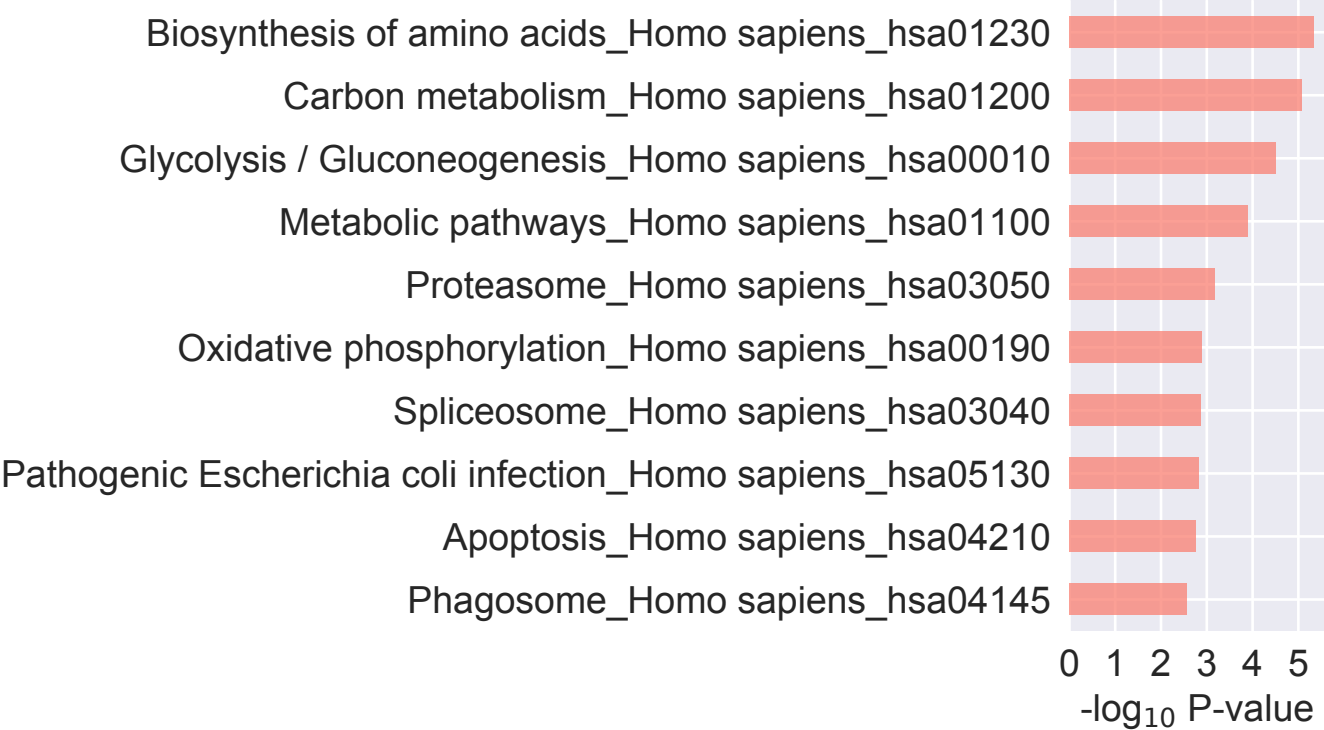 Biosynthesis of amino acids_Homo sapiens_hsa01230
Carbon metabolism_Homo sapiens_hsa01200
Glycolysis / Gluconeogenesis_Homo sapiens_hsa00010
Metabolic pathways_Homo sapiens_hsa01100
Proteasome_Homo sapiens_hsa03050
Oxidative phosphorylation_Homo sapiens_hsa00190
Spliceosome_Homo sapiens_hsa03040
Pathogenic Escherichia coli infection_Homo sapiens_hsa05130
Apoptosis_Homo sapiens_hsa04210
Phagosome_Homo sapiens_hsa04145
0 1 2 3 4 5
-log₁₀ P-value